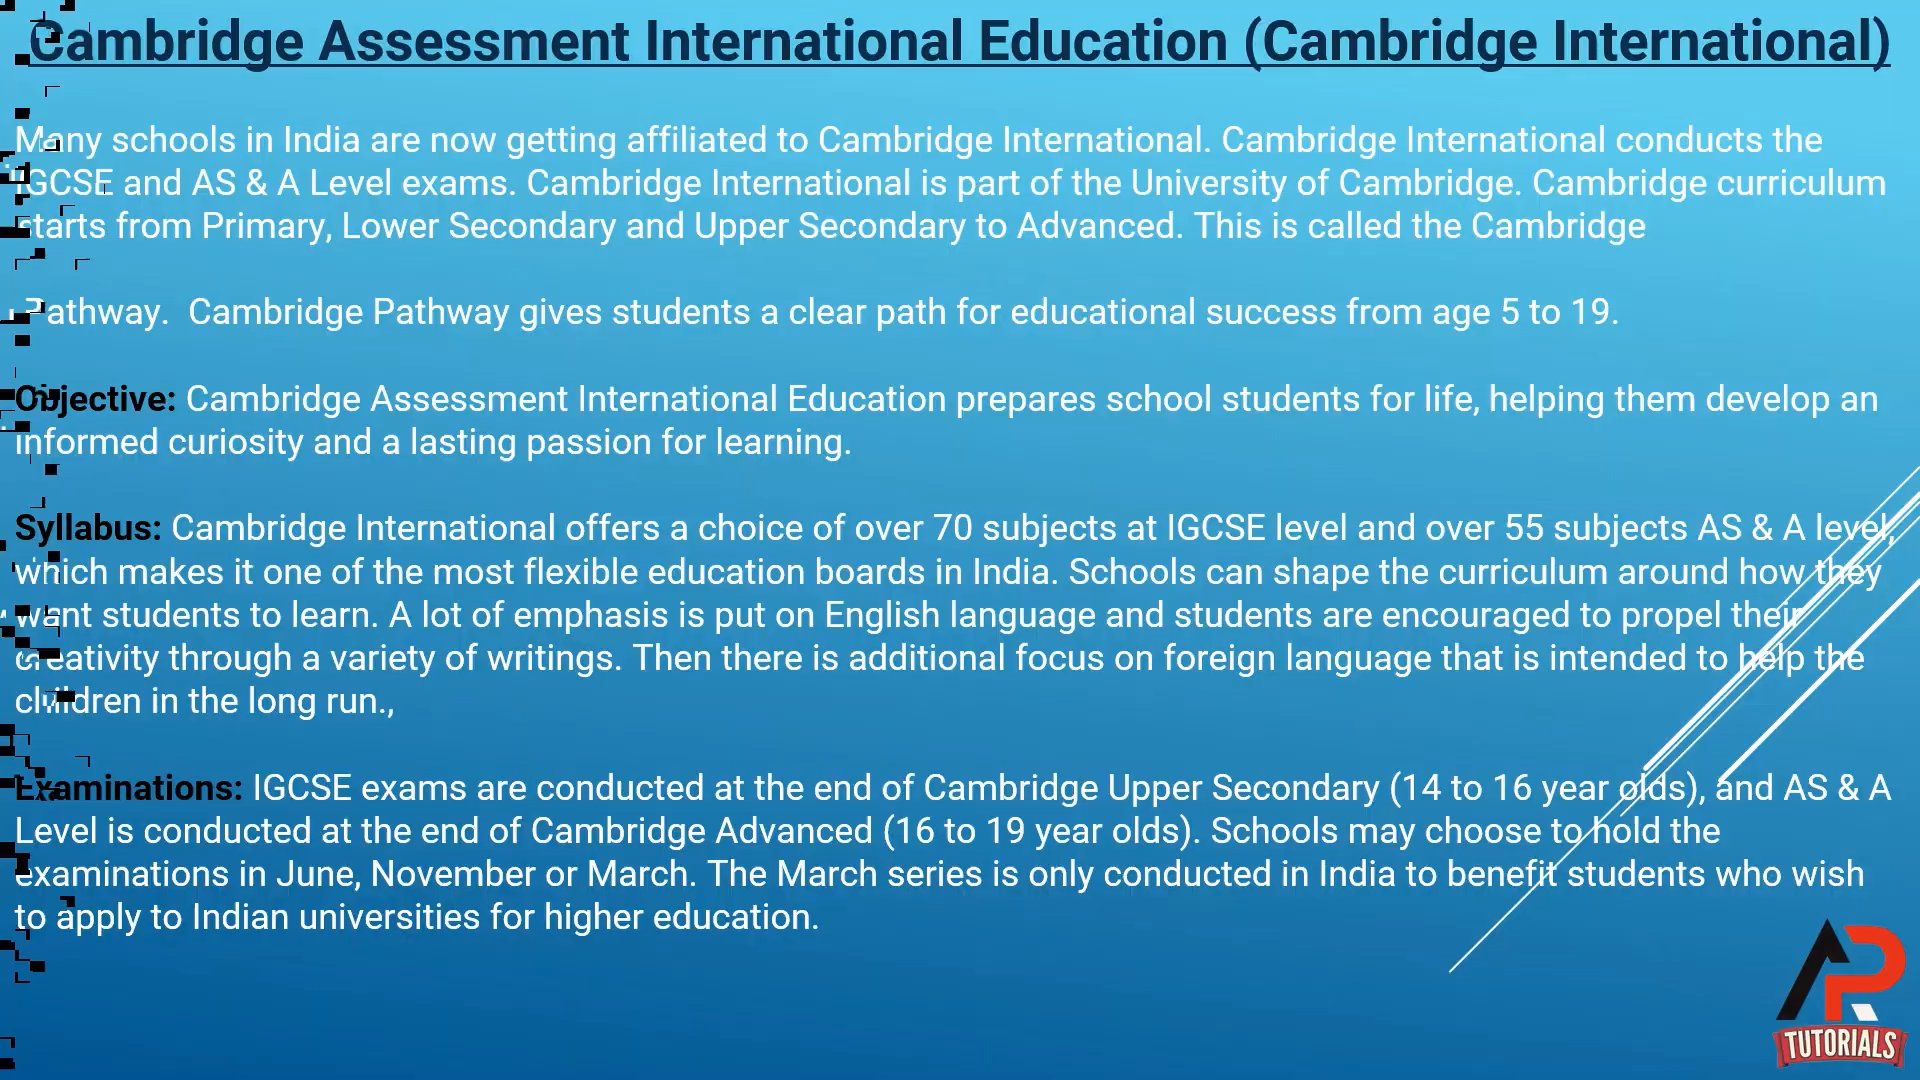 Cambridge Assessment International Education (Cambridge International)
Many schools in India are now getting affiliated to Cambridge International. Cambridge International conducts the
IGCSE and AS & A Level exams. Cambridge International is part of the University of Cambridge. Cambridge curriculum
starts from Primary, Lower Secondary and Upper Secondary to Advanced. This is called the Cambridge
Pathway.  Cambridge Pathway gives students a clear path for educational success from age 5 to 19.
Objective: Cambridge Assessment International Education prepares school students for life, helping them develop an
informed curiosity and a lasting passion for learning.
Syllabus: Cambridge International offers a choice of over 70 subjects at IGCSE level and over 55 subjects AS & A level,
which makes it one of the most flexible education boards in India. Schools can shape the curriculum around how they
want students to learn. A lot of emphasis is put on English language and students are encouraged to propel their
creativity through a variety of writings. Then there is additional focus on foreign language that is intended to help the
children in the long run.,
Examinations: IGCSE exams are conducted at the end of Cambridge Upper Secondary (14 to 16 year olds), and AS & A
Level is conducted at the end of Cambridge Advanced (16 to 19 year olds). Schools may choose to hold the
examinations in June, November or March. The March series is only conducted in India to benefit students who wish
to apply to Indian universities for higher education.
AP
TUTORIALS